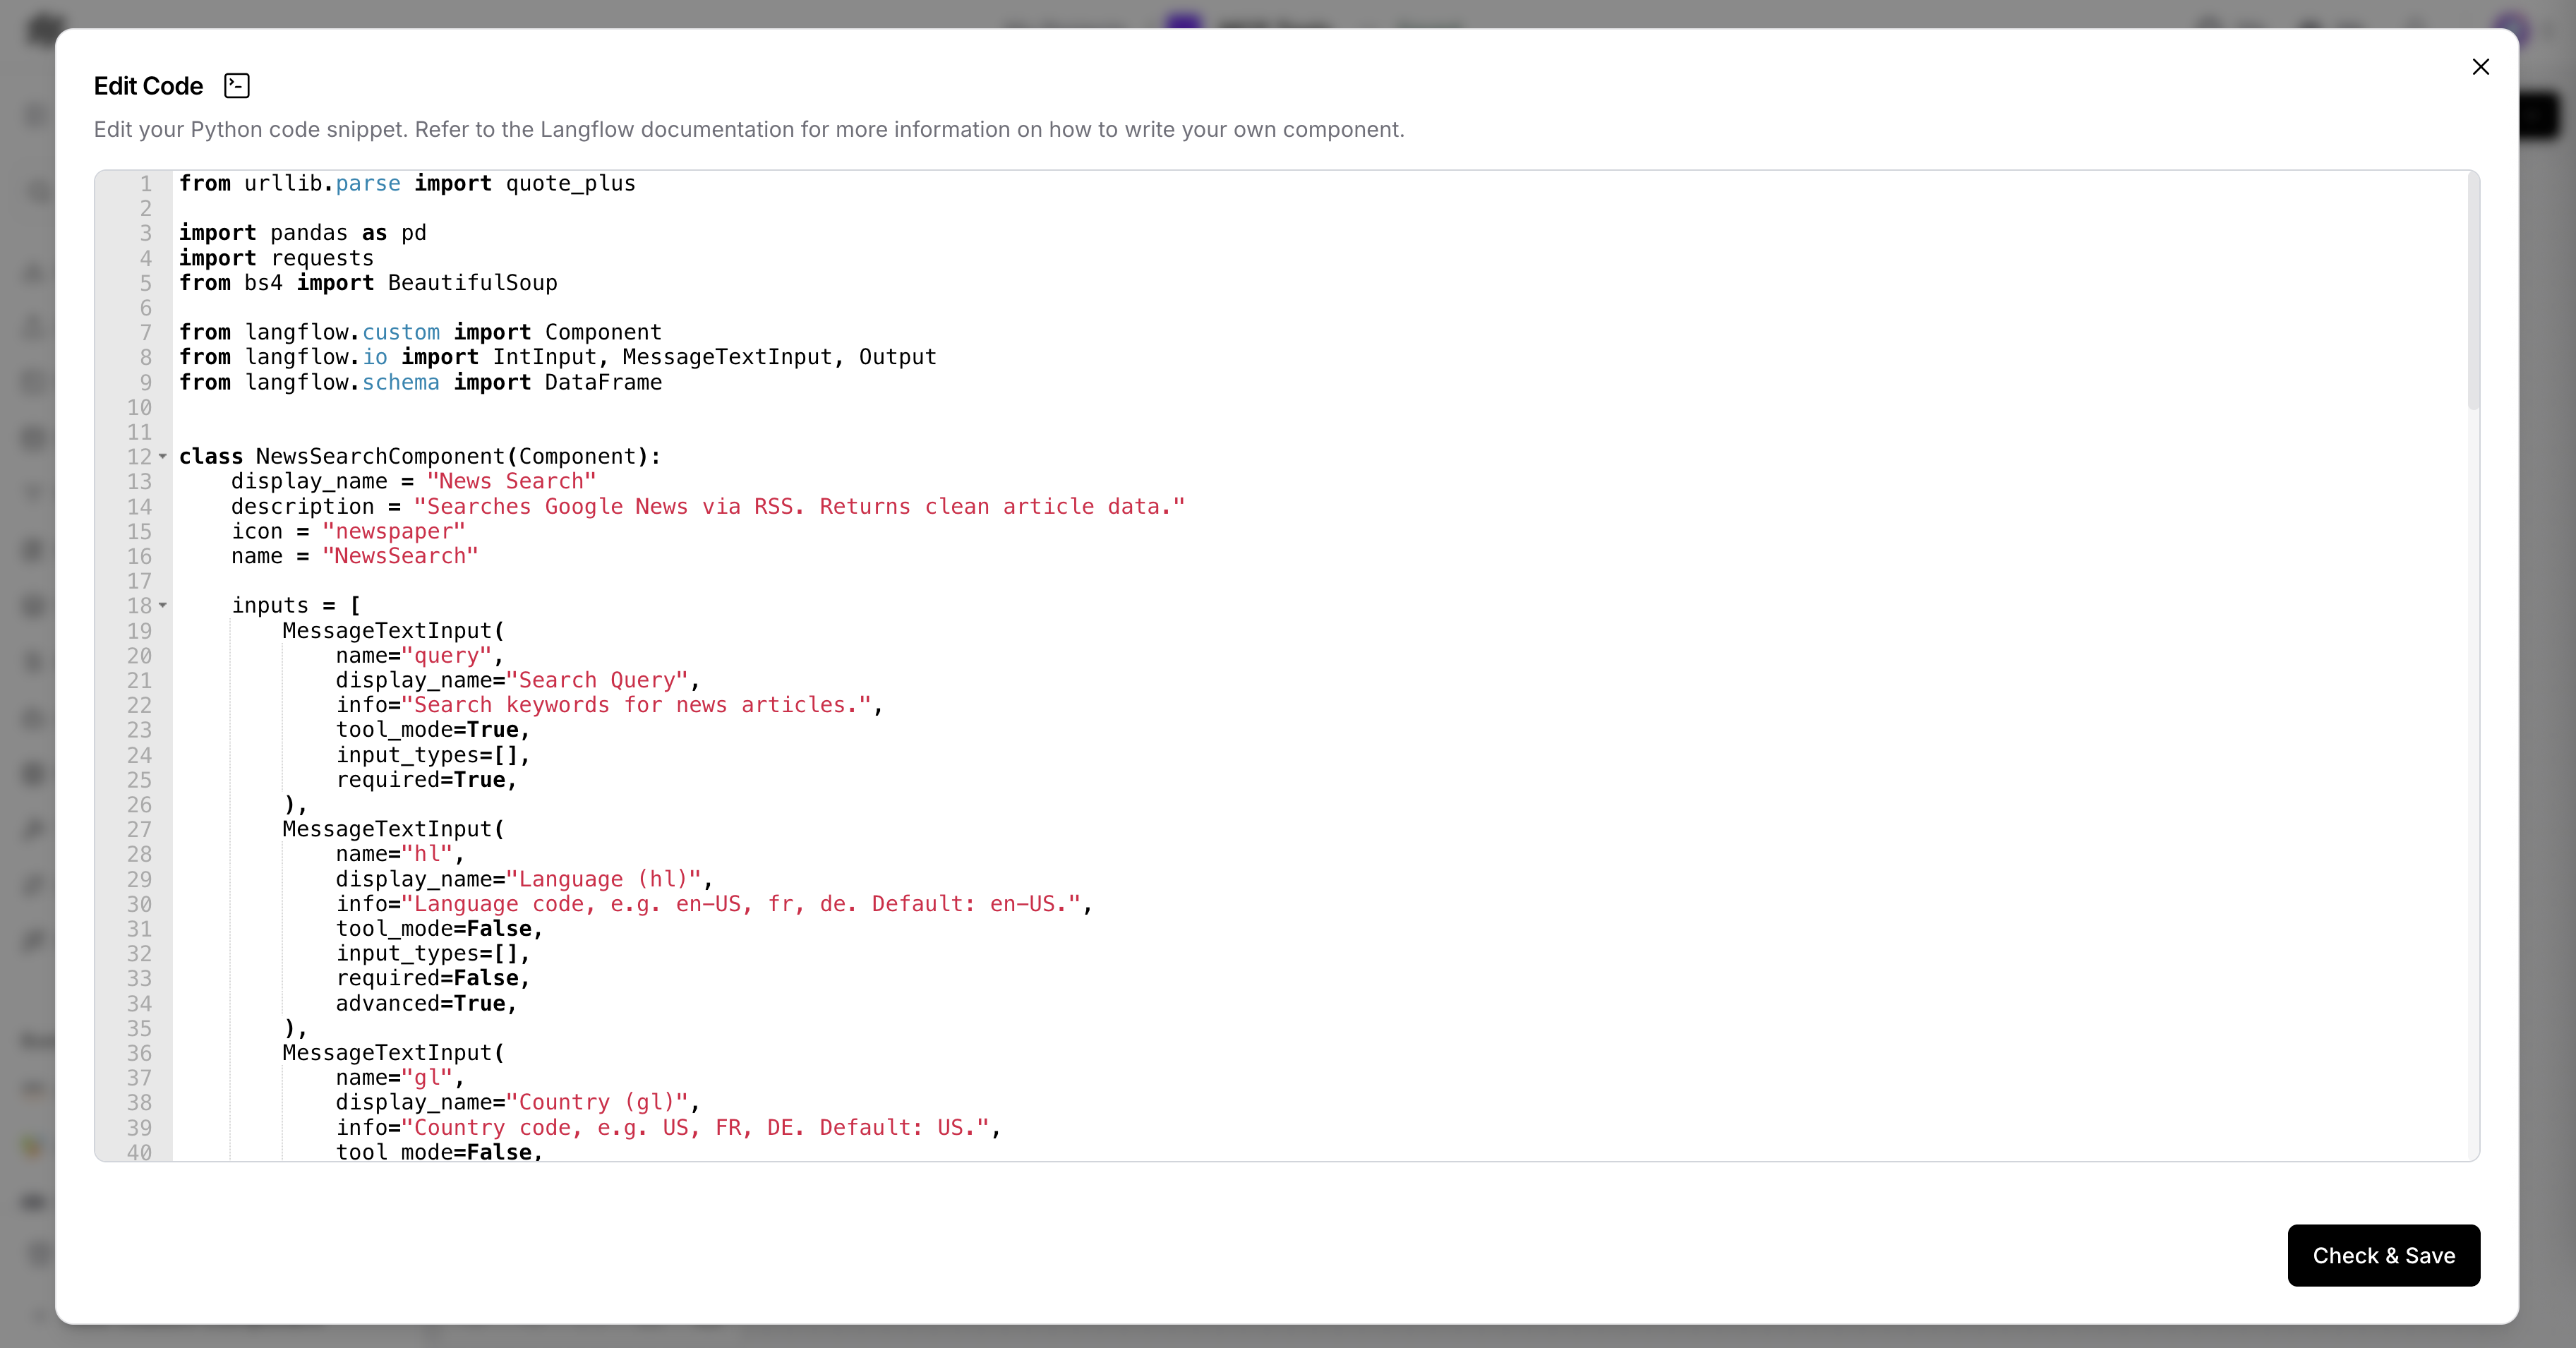 Edit Code
Edit your Python code snippet. Refer to the Langflow documentation for more information on how to write your own component.
1 from urllib.parse import quote_plus
2
3 import pandas as pd
4 import requests
5 from bs4 import BeautifulSoup
6
7 from langflow.custom import Component
8 from langflow.io import IntInput, MessageTextInput, Output
9 from langflow.schema import DataFrame
10
11
12 class NewsSearchComponent(Component):
13     display_name = "News Search"
14     description = "Searches Google News via RSS. Returns clean article data."
15     icon = "newspaper"
16     name = "NewsSearch"
17
18     inputs = [
19         MessageTextInput(
20             name="query",
21             display_name="Search Query",
22             info="Search keywords for news articles.",
23             tool_mode=True,
24             input_types=[],
25             required=True,
26         ),
27         MessageTextInput(
28             name="hl",
29             display_name="Language (hl)",
30             info="Language code, e.g. en-US, fr, de. Default: en-US.",
31             tool_mode=False,
32             input_types=[],
33             required=False,
34             advanced=True,
35         ),
36         MessageTextInput(
37             name="gl",
38             display_name="Country (gl)",
39             info="Country code, e.g. US, FR, DE. Default: US.",
40             tool_mode=False,
Check & Save